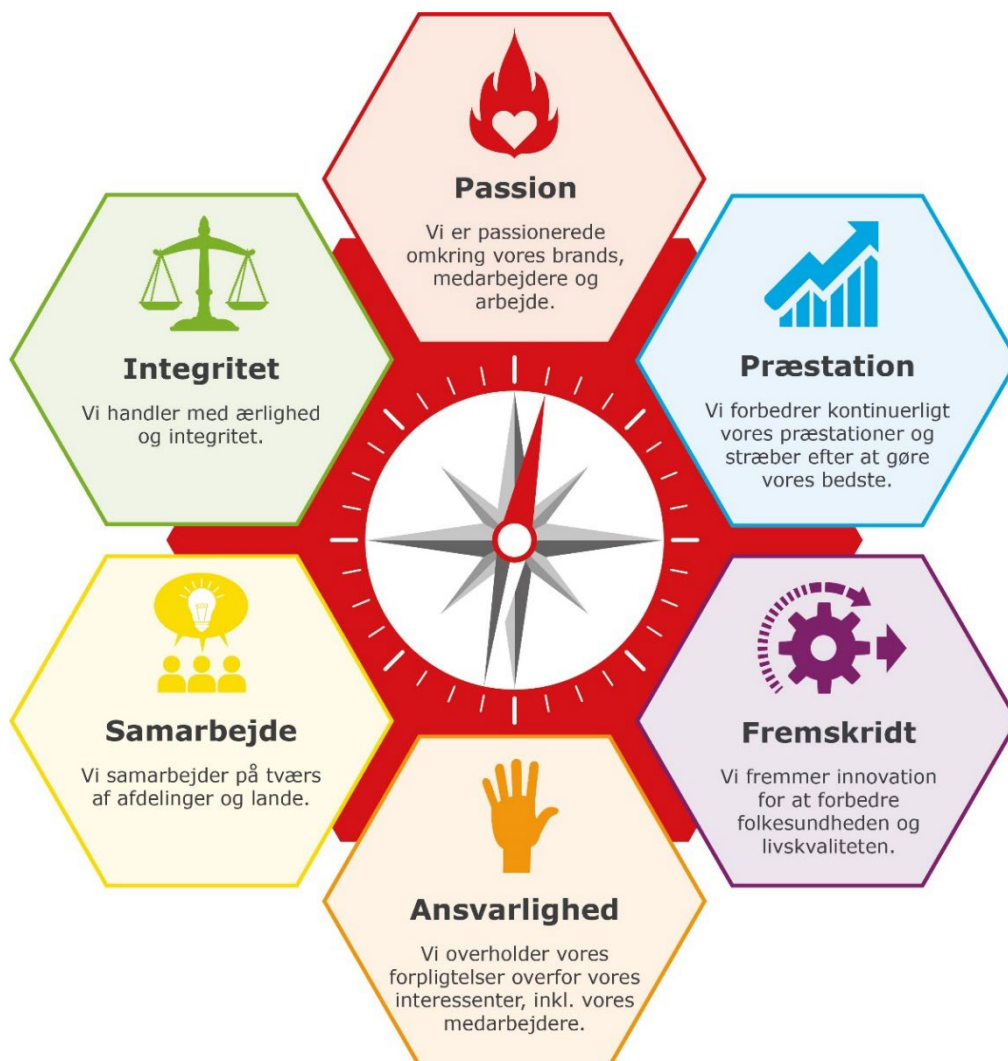 Passion
Vi er passionerede
omkring vores brands,
medarbejdere og
arbejde.
Integritet
Vi handler med ærlighed
og integritet.
Præstation
Vi forbedrer kontinuerligt
vores præstationer og
stræber efter at gøre
vores bedste.
Samarbejde
Vi samarbejder på tværs
af afdelinger og lande.
Fremskridt
Vi fremmer innovation
for at forbedre
folkesundheden og
livskvaliteten.
Ansvarlighed
Vi overholder vores
forpligtelser overfor vores
interessenter, inkl. vores
medarbejdere.